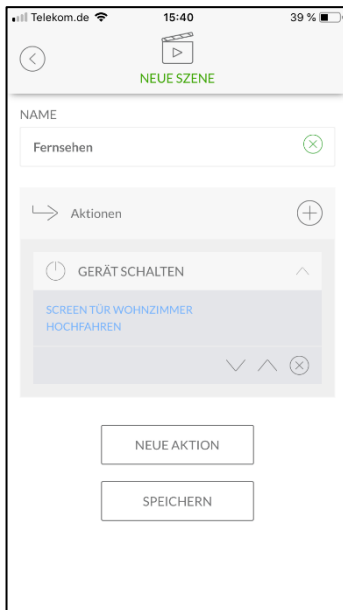 Telekom.de 15:40 39 %
NEUE SZENE
NAME
Fernsehen
Aktionen
GERÄT SCHALTEN
SCREEN TÜR WOHNZIMMER
HOCHFAHREN
NEUE AKTION
SPEICHERN